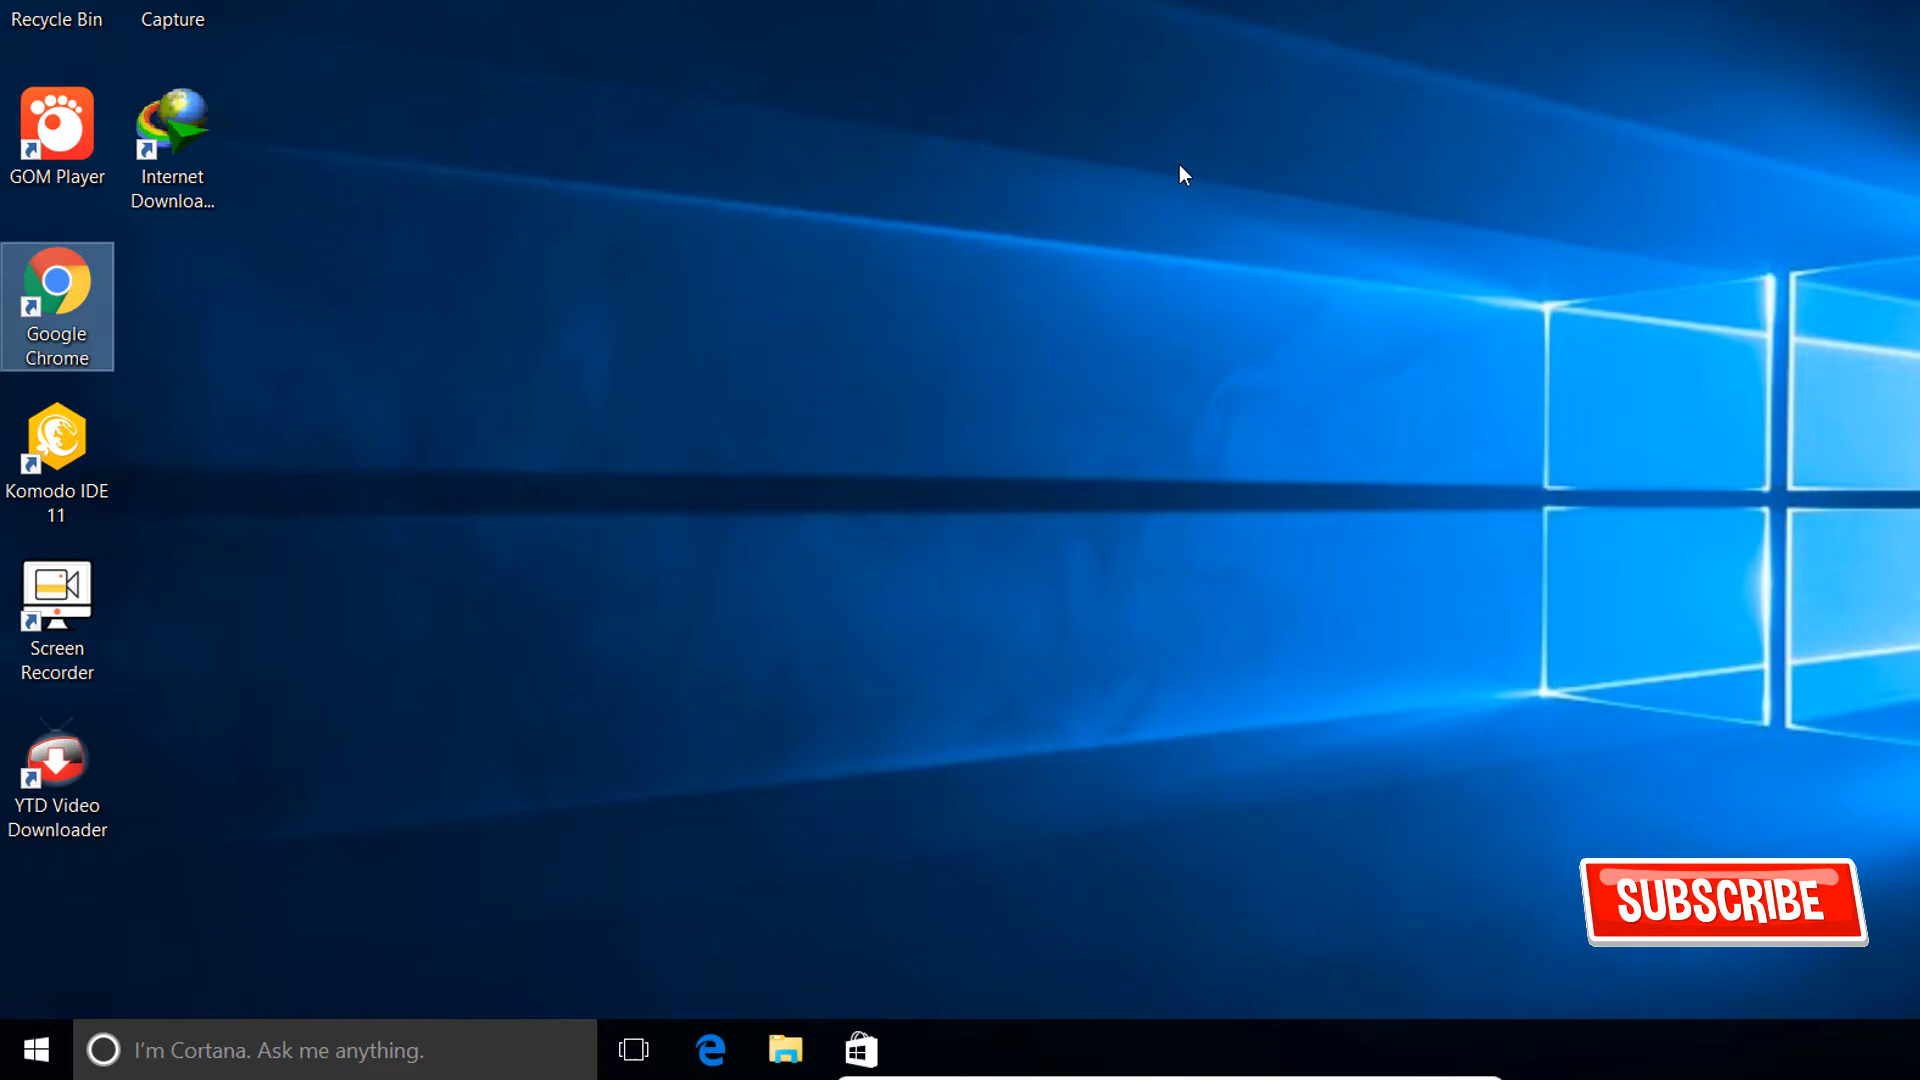 Recycle Bin
Capture
GOM Player
Internet
Downloa...
Google
Chrome
Komodo IDE
11
Screen
Recorder
YTD Video
Downloader
SUBSCRIBE
I'm Cortana. Ask me anything.